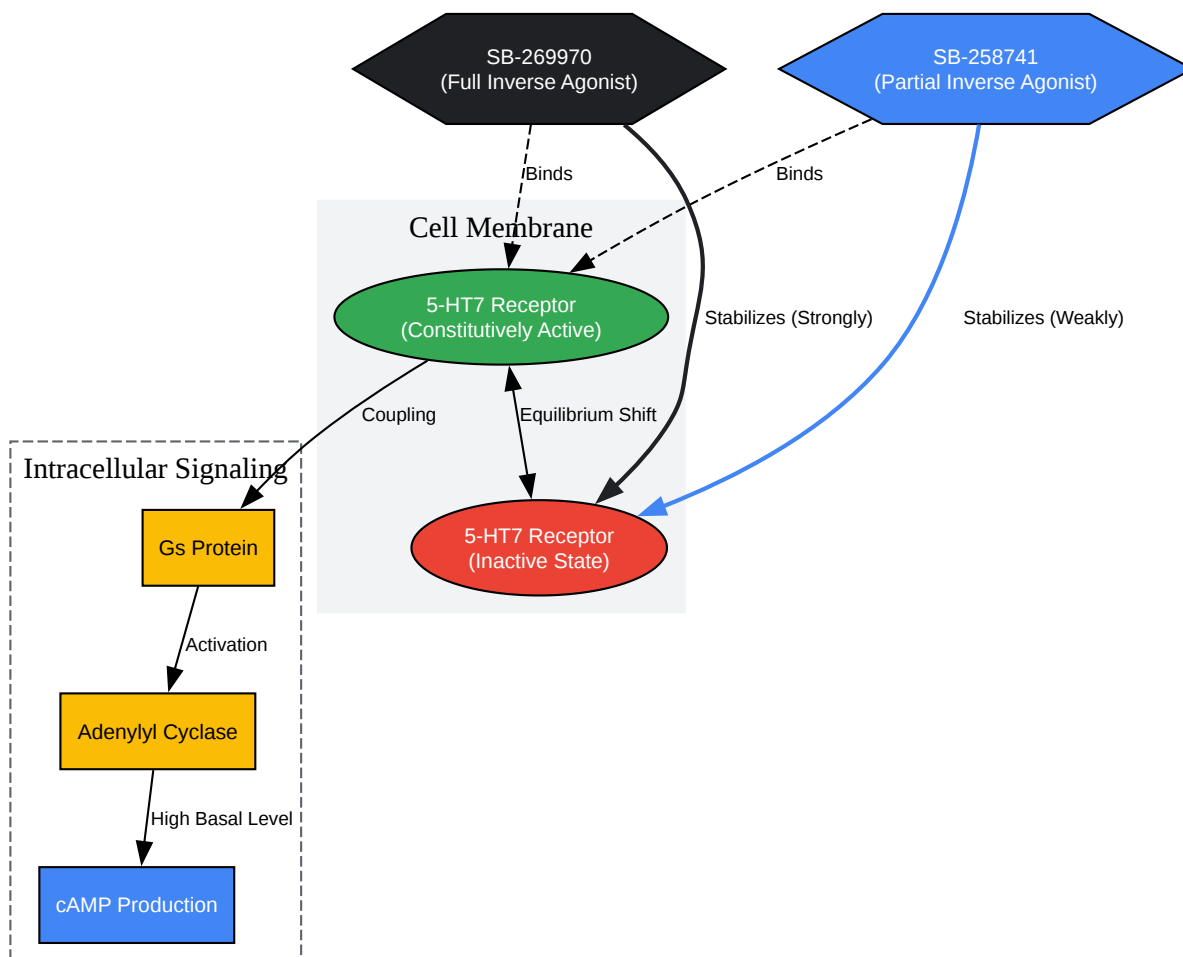 SB-269970
(Full Inverse Agonist)
SB-258741
(Partial Inverse Agonist)
Binds
Binds
Cell Membrane
5-HT7 Receptor
(Constitutively Active)
Stabilizes (Strongly)
Stabilizes (Weakly)
Coupling
Equilibrium Shift
Intracellular Signaling
5-HT7 Receptor
(Inactive State)
Gs Protein
Activation
Adenylyl Cyclase
High Basal Level
cAMP Production